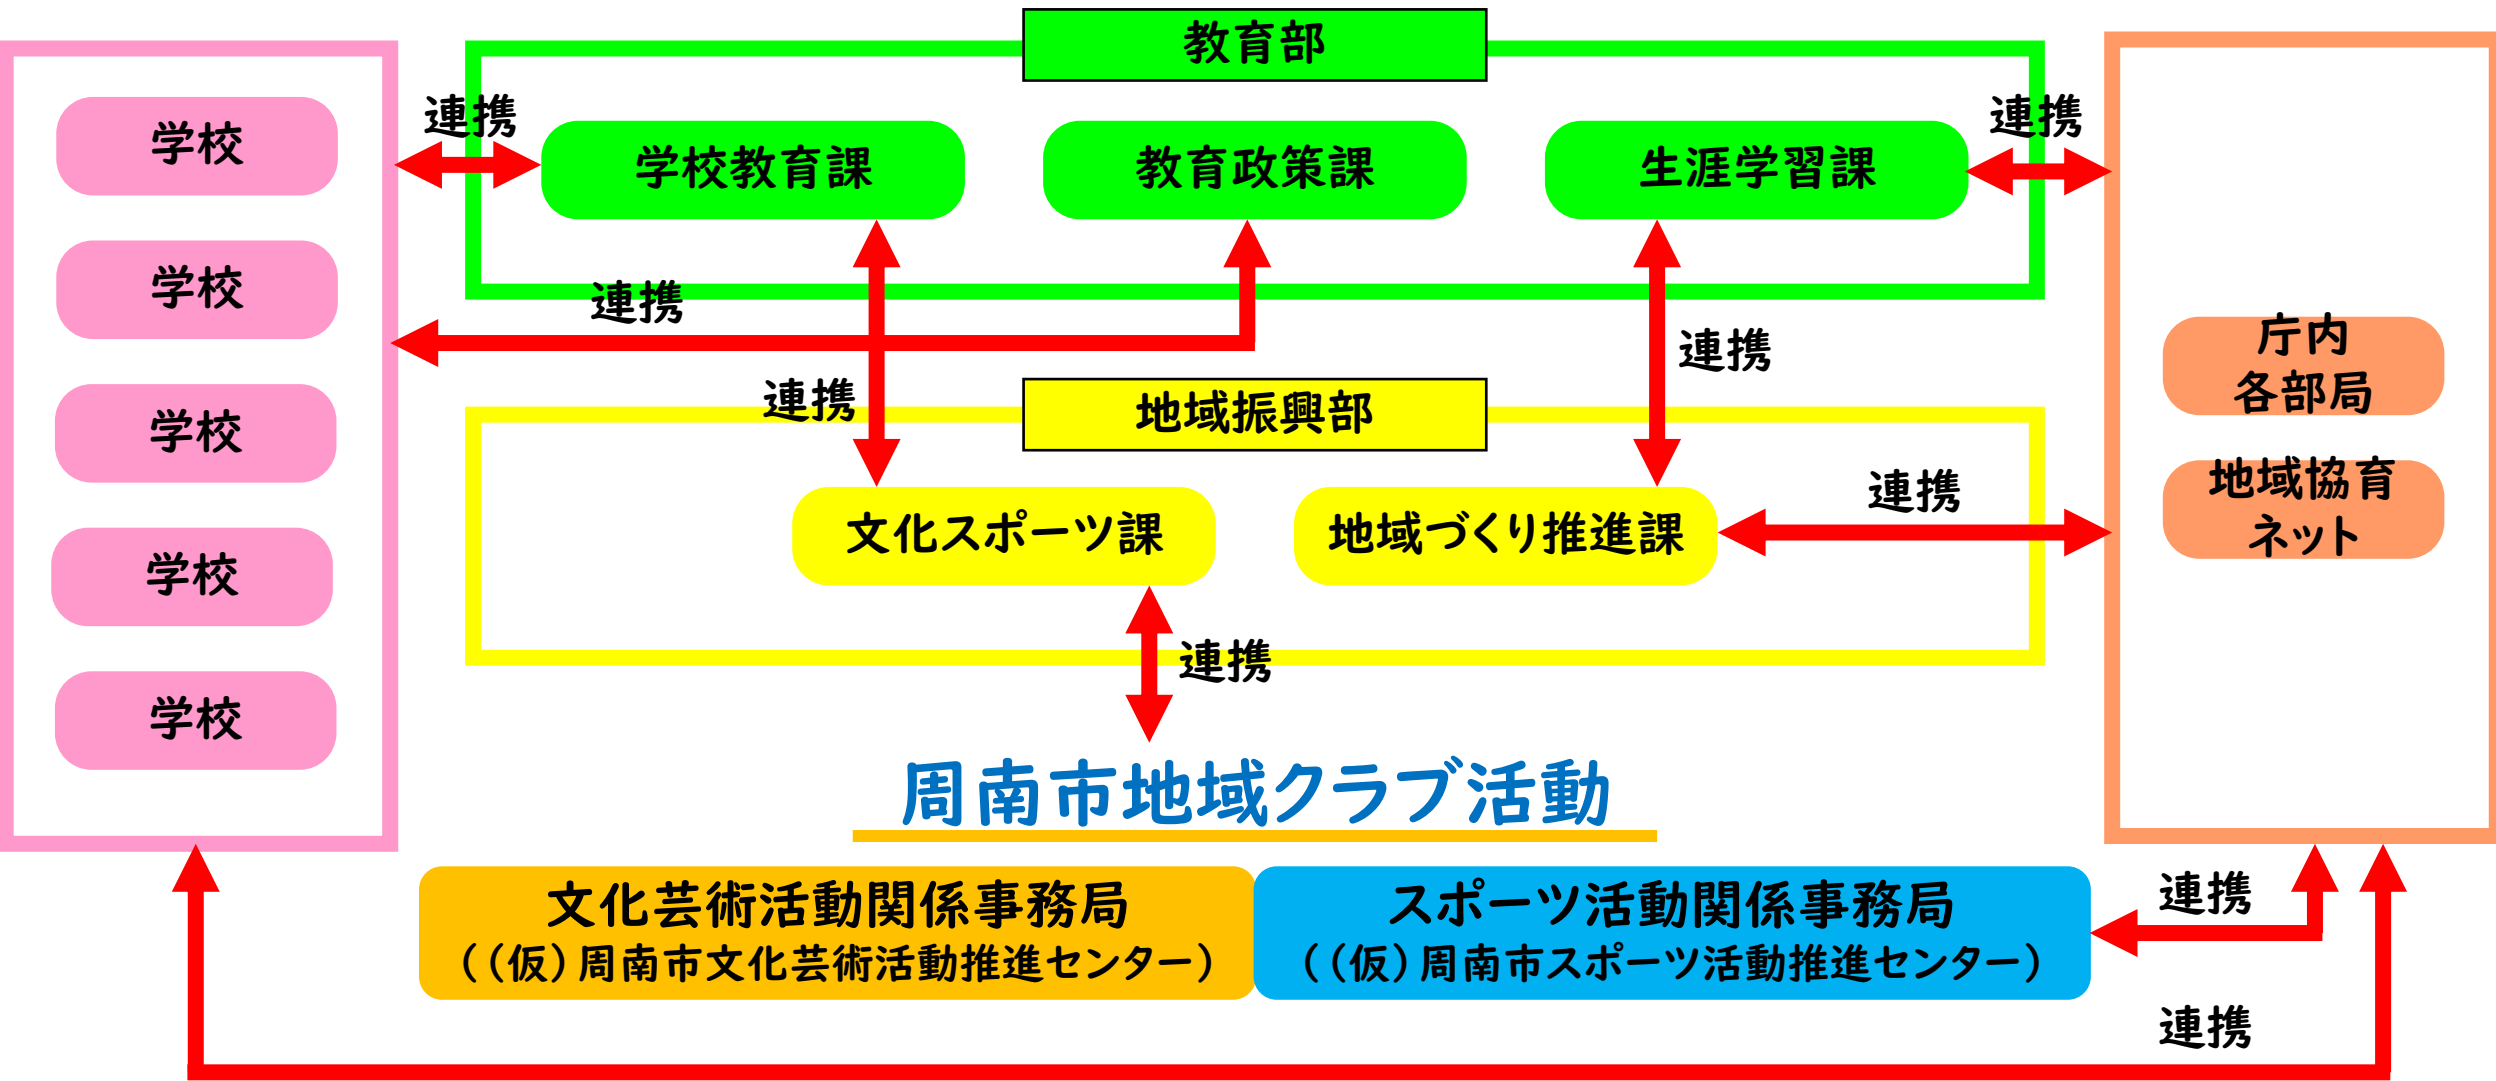 教育部
連携
連携
学校
学校教育課
教育政策課
生涯学習課
学校
連携
連携
庁内
各部局
連携
地域振興部
学校
地域協育
ネット
連携
文化スポーツ課
地域づくり推進課
学校
連携
学校
周南市地域クラブ活動
文化芸術活動関係事務局
（（仮）周南市文化芸術活動推進センター）
スポーツ活動関係事務局
（（仮）周南市スポーツ活動推進センター）
連携
連携